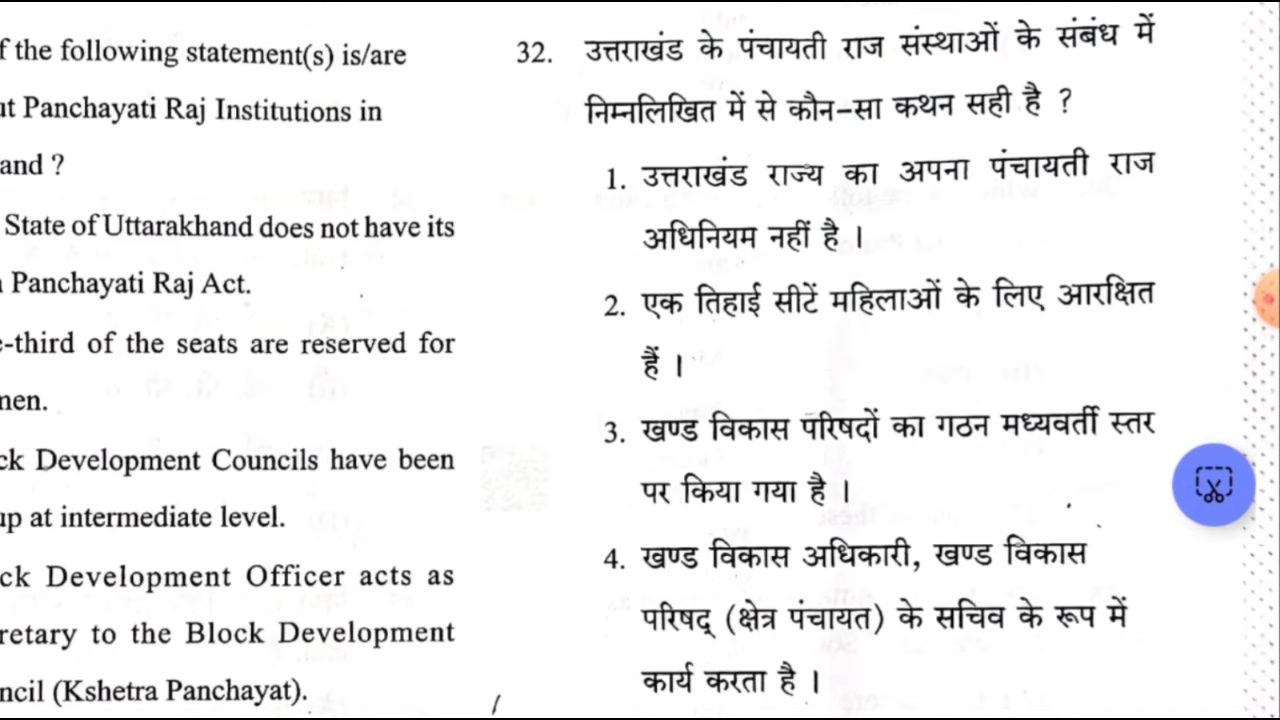 f the following statement(s) is/are
ut Panchayati Raj Institutions in
and ?
State of Uttarakhand does not have its
Panchayati Raj Act.
e-third of the seats are reserved for
men.
ck Development Councils have been
up at intermediate level.
ck Development Officer acts as
retary to the Block Development
ncil (Kshetra Panchayat).
32. उत्तराखंड के पंचायती राज संस्थाओं के संबंध में
निम्नलिखित में से कौन-सा कथन सही है ?
1. उत्तराखंड राज्य का अपना पंचायती राज
अधिनियम नहीं है ।
2. एक तिहाई सीटें महिलाओं के लिए आरक्षित
हैं ।
3. खण्ड विकास परिषदों का गठन मध्यवर्ती स्तर
पर किया गया है ।
4. खण्ड विकास अधिकारी, खण्ड विकास
परिषद् (क्षेत्र पंचायत) के सचिव के रूप में
कार्य करता है ।